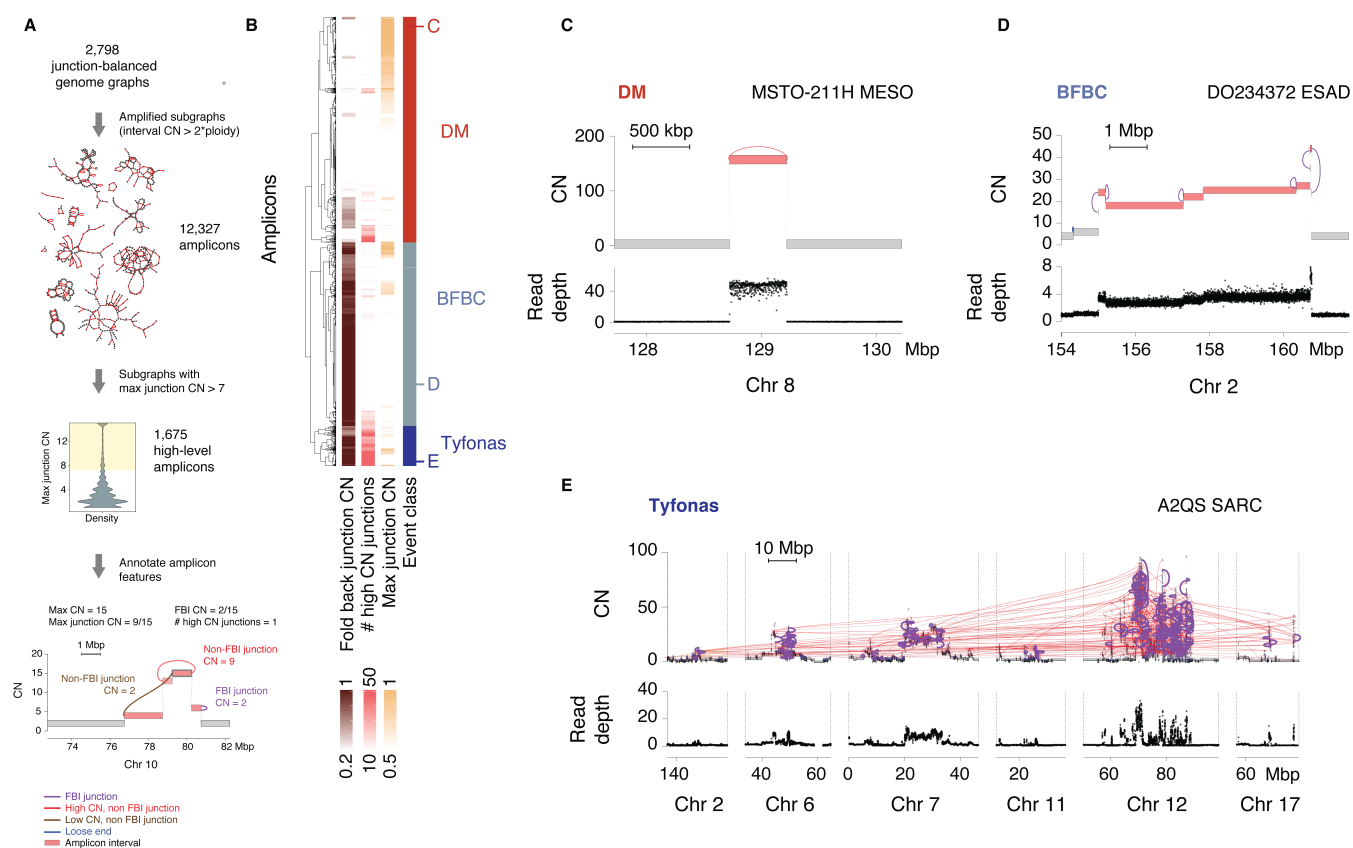 A
2,798
junction-balanced
genome graphs
Amplified subgraphs
(interval CN > 2*ploidy)
12,327
amplicons
Subgraphs with
max junction CN > 7
Max junction CN
12
8
4
Density
1,675
high-level
amplicons
Annotate amplicon
features
Max CN = 15
Max junction CN = 9/15
FBI CN = 2/15
# high CN junctions = 1
1 Mbp
Non-FBI junction
CN = 9
Non-FBI junction
CN = 2
FBI junction
CN = 2
CN
20
15
10
5
0
74 76 78 80 82 Mbp
Chr 10
FBI junction
High CN, non FBI junction
Low CN, non FBI junction
Loose end
Amplicon interval
B
Amplicons
C
DM
BFBC
D
Tyfonas
E
Fold back junction CN
# high CN junctions
Max junction CN
Event class
0.2 1
10 50
0.5 1
C
DM MSTO-211H MESO
500 kbp
CN
200
100
0
Read
depth
40
0
128 129 130 Mbp
Chr 8
D
BFBC DO234372 ESAD
1 Mbp
CN
50
40
30
20
10
0
Read
depth
8
4
0
154 156 158 160 Mbp
Chr 2
E
Tyfonas A2QS SARC
10 Mbp
CN
100
50
0
Read
depth
40
20
0
140 40 60 0 20 40 20 60 80 60 Mbp
Chr 2 Chr 6 Chr 7 Chr 11 Chr 12 Chr 17